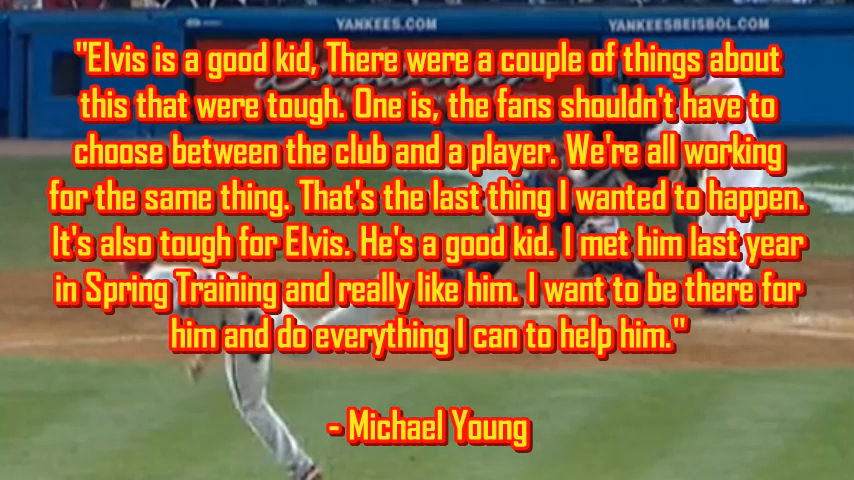 YANKEES.COM
YANKEESBEISBOL.COM
"Elvis is a good kid, There were a couple of things about
this that were tough. One is, the fans shouldn't have to
choose between the club and a player. We're all working
for the same thing. That's the last thing I wanted to happen.
It's also tough for Elvis. He's a good kid. I met him last year
in Spring Training and really like him. I want to be there for
him and do everything I can to help him."
- Michael Young